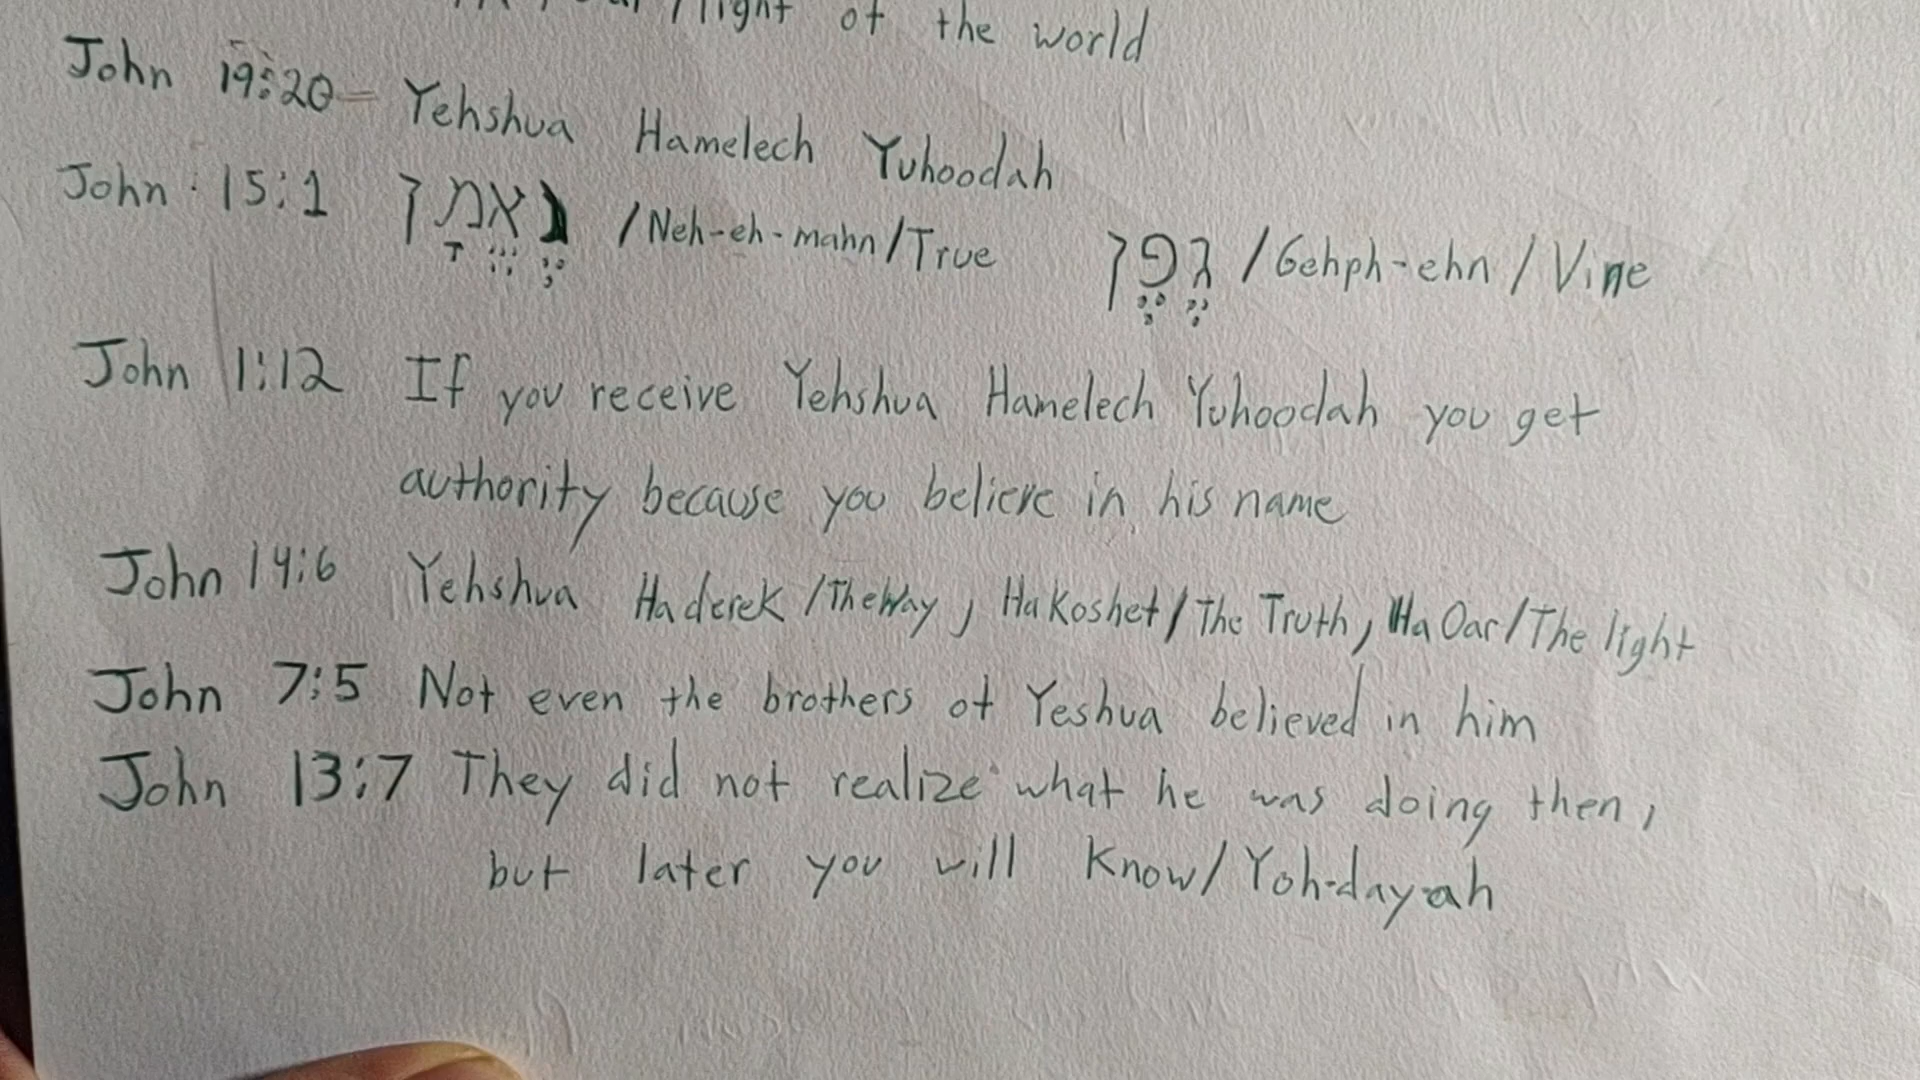 light of the world
John 19:20 - Yehshua Hamelech Yuhoodah
John 15:1 נֶאֱמָן /Neh-eh-mahn/True גֶפֶן /Gehph-ehn/Vine
John 1:12 If you receive Yehshua Hamelech Yuhoodah you get
authority because you believe in his name
John 14:6 Yehshua Haderek/TheWay, HaKoshet/The Truth, Ha Oar/The light
John 7:5 Not even the brothers of Yeshua believed in him
John 13:7 They did not realize what he was doing then,
but later you will Know/Yoh-day-ah